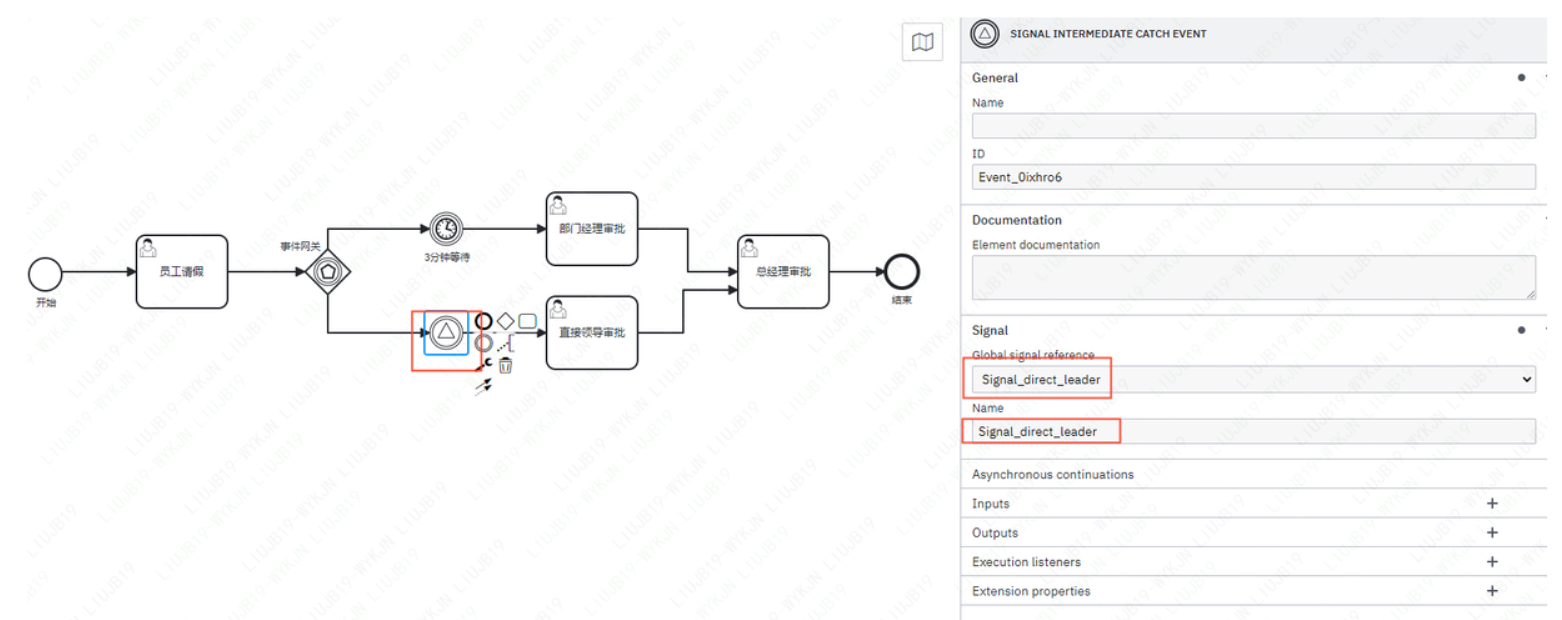 事件网关
3分钟等待
部门经理审批
员工请假
总经理审批
开始
结束
直接领导审批
SIGNAL INTERMEDIATE CATCH EVENT
General
Name
ID
Event_0ixhro6
Documentation
Element documentation
Signal
Global signal reference
Signal_direct_leader
Name
Signal_direct_leader
Asynchronous continuations
Inputs
Outputs
Execution listeners
Extension properties